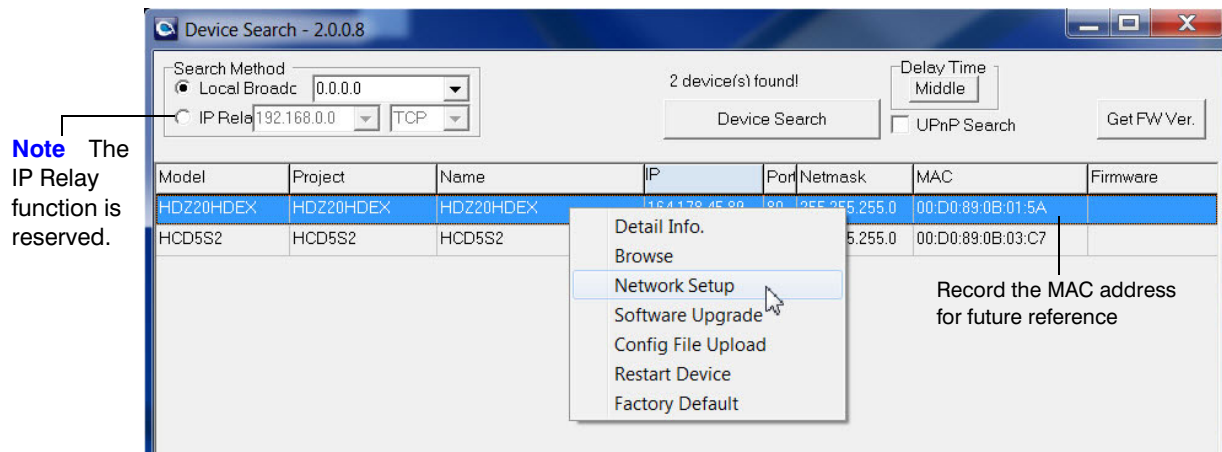 Device Search - 2.0.0.8
Search Method
Local Broadc 0.0.0.0
IP Rela 192.168.0.0 TCP
2 device(s) found!
Device Search
Delay Time
Middle
UPnP Search
Get FW Ver.
Note The
IP Relay
function is
reserved.
Model Project Name IP Port Netmask MAC Firmware
HDZ20HDEX HDZ20HDEX HDZ20HDEX 164.178.45.89 80 255.255.255.0 00:D0:89:0B:01:5A
HCD5S2 HCD5S2 HCD5S2 5.255.0 00:D0:89:0B:03:C7
Detail Info.
Browse
Network Setup
Software Upgrade
Config File Upload
Restart Device
Factory Default
Record the MAC address
for future reference